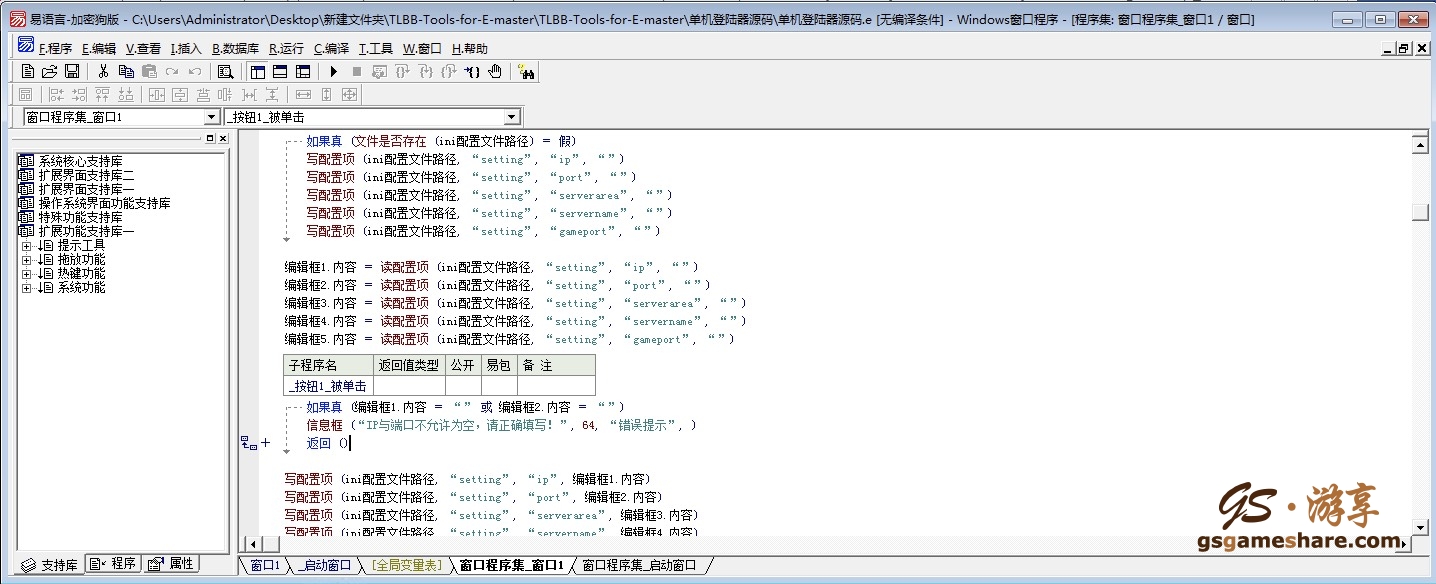 易语言-加密狗版 - C:\Users\Administrator\Desktop\新建文件夹\TLBB-Tools-for-E-master\TLBB-Tools-for-E-master\单机登陆器源码\单机登陆器源码.e [无编译条件] - Windows窗口程序 - [程序集: 窗口程序集_窗口1 / 窗口]
F.程序 E.编辑 V.查看 I.插入 B.数据库 R.运行 C.编译 T.工具 W.窗口 H.帮助
窗口程序集_窗口1 _按钮1_被单击
系统核心支持库
扩展界面支持库二
扩展界面支持库一
操作系统界面功能支持库
特殊功能支持库
扩展功能支持库一
提示工具
拖放功能
热键功能
系统功能
如果真 (文件是否存在 (ini配置文件路径) = 假)
写配置项 (ini配置文件路径, “setting”, “ip”, “”)
写配置项 (ini配置文件路径, “setting”, “port”, “”)
写配置项 (ini配置文件路径, “setting”, “serverarea”, “”)
写配置项 (ini配置文件路径, “setting”, “servername”, “”)
写配置项 (ini配置文件路径, “setting”, “gameport”, “”)
编辑框1.内容 = 读配置项 (ini配置文件路径, “setting”, “ip”, “”)
编辑框2.内容 = 读配置项 (ini配置文件路径, “setting”, “port”, “”)
编辑框3.内容 = 读配置项 (ini配置文件路径, “setting”, “serverarea”, “”)
编辑框4.内容 = 读配置项 (ini配置文件路径, “setting”, “servername”, “”)
编辑框5.内容 = 读配置项 (ini配置文件路径, “setting”, “gameport”, “”)
子程序名 返回值类型 公开 易包 备 注
_按钮1_被单击
如果真 (编辑框1.内容 = “” 或 编辑框2.内容 = “”)
信息框 (“IP与端口不允许为空，请正确填写！”, 64, “错误提示”, )
返回 ()
写配置项 (ini配置文件路径, “setting”, “ip”, 编辑框1.内容)
写配置项 (ini配置文件路径, “setting”, “port”, 编辑框2.内容)
写配置项 (ini配置文件路径, “setting”, “serverarea”, 编辑框3.内容)
写配置项 (ini配置文件路径, “setting”, “servername”, 编辑框4.内容)
支持库 程序 属性
窗口1 _启动窗口 [全局变量表] 窗口程序集_窗口1 窗口程序集_启动窗口
GS·游享
gsgameshare.com